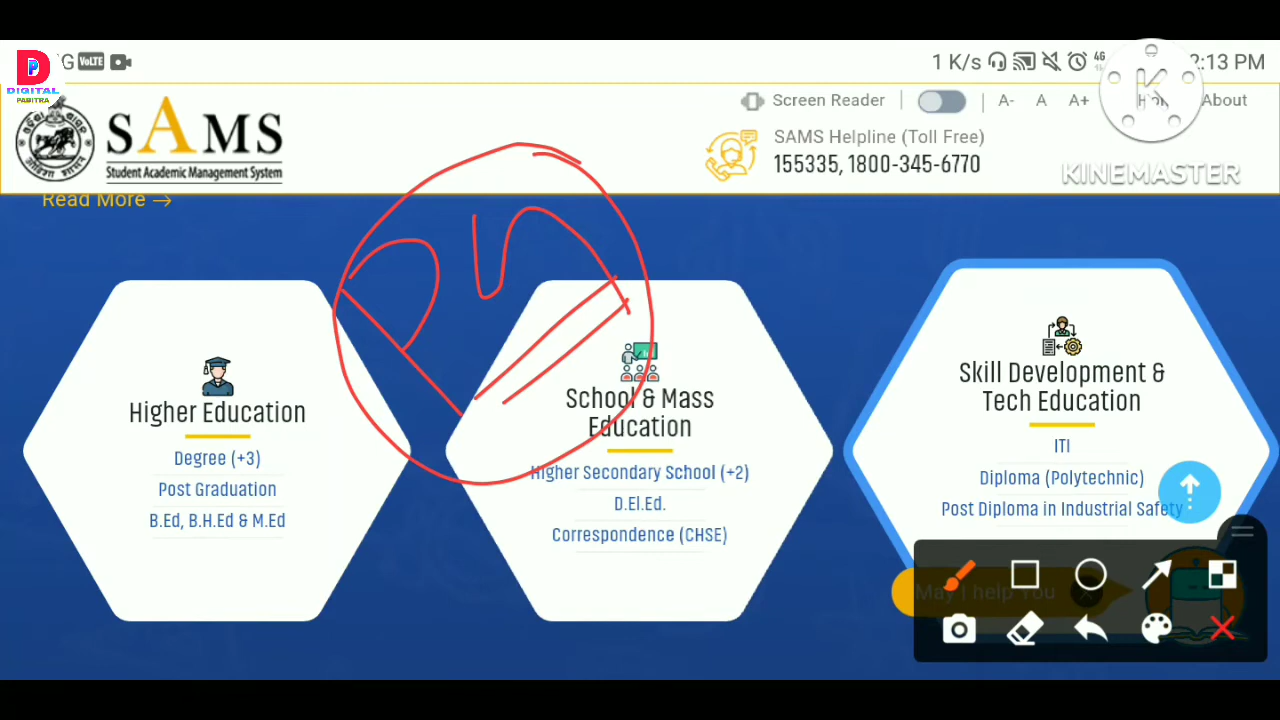 D
P
DIGITAL
PABITRA
G VoLTE
1 K/s 4G 2:13 PM
Screen Reader | | A- A A+ About
SAMS
Student Academic Management System
SAMS Helpline (Toll Free)
155335, 1800-345-6770
K
KINEMASTER
Read More →
Higher Education
Degree (+3)
Post Graduation
B.Ed, B.H.Ed & M.Ed
School & Mass
Education
Higher Secondary School (+2)
D.El.Ed.
Correspondence (CHSE)
Skill Development &
Tech Education
ITI
Diploma (Polytechnic)
Post Diploma in Industrial Safety
May I help You